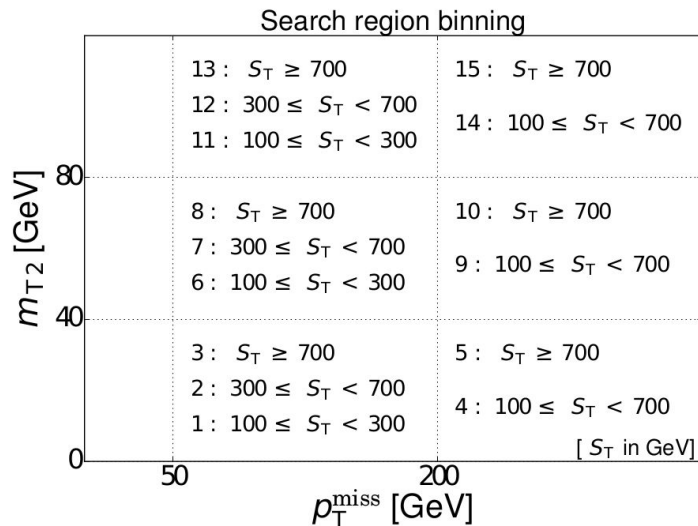 Search region binning
13 : S_T ≥ 700
12 : 300 ≤ S_T < 700
11 : 100 ≤ S_T < 300
15 : S_T ≥ 700
14 : 100 ≤ S_T < 700
80
8 : S_T ≥ 700
7 : 300 ≤ S_T < 700
6 : 100 ≤ S_T < 300
10 : S_T ≥ 700
9 : 100 ≤ S_T < 700
m_T2 [GeV]
40
3 : S_T ≥ 700
2 : 300 ≤ S_T < 700
1 : 100 ≤ S_T < 300
5 : S_T ≥ 700
4 : 100 ≤ S_T < 700
[ S_T in GeV]
0
50
200
p_T^miss [GeV]